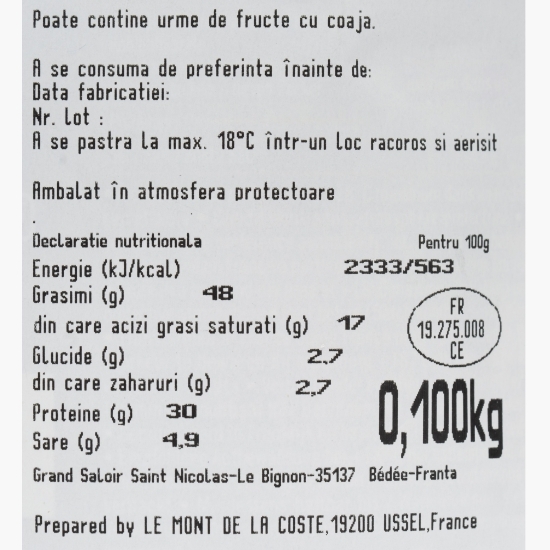 Poate contine urme de fructe cu coaja.
A se consuma de preferinta înainte de:
Data fabricatiei:
Nr. Lot :
A se pastra la max. 18°C într-un loc racoros si aerisit
Ambalat în atmosfera protectoare
.
Declaratie nutritionala Pentru 100g
Energie (kJ/kcal) 2333/563
Grasimi (g) 48
din care acizi grasi saturati (g) 17
Glucide (g) 2,7
din care zaharuri (g) 2,7
Proteine (g) 30
Sare (g) 4,9
FR
19.275.008
CE
0,100kg
Grand Saloir Saint Nicolas-Le Bignon-35137 Bédée-Franta
Prepared by LE MONT DE LA COSTE,19200 USSEL,France